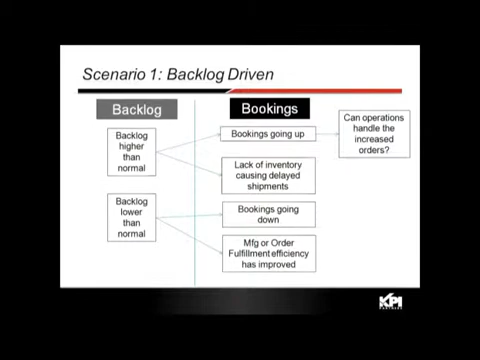 Scenario 1: Backlog Driven
Backlog
Bookings
Backlog
higher
than
normal
Bookings going up
Can operations
handle the
increased
orders?
Lack of inventory
causing delayed
shipments
Backlog
lower
than
normal
Bookings going
down
Mfg or Order
Fulfillment efficiency
has improved
KPI
PARTNERS